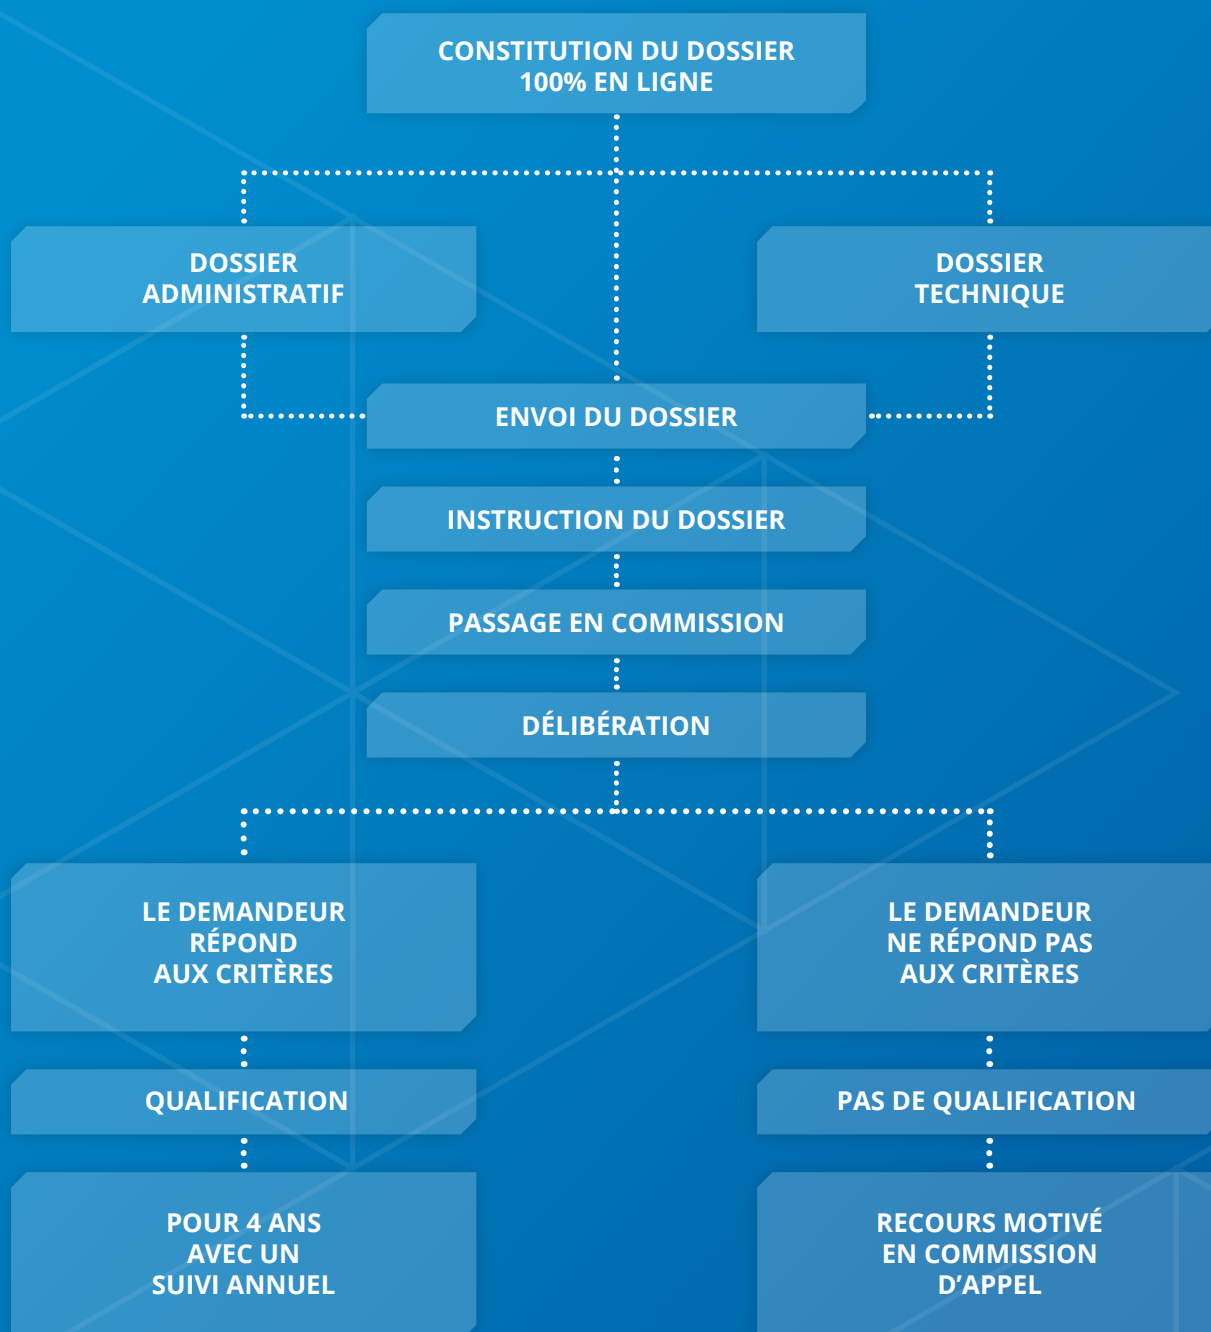 CONSTITUTION DU DOSSIER
100% EN LIGNE
DOSSIER
ADMINISTRATIF
DOSSIER
TECHNIQUE
ENVOI DU DOSSIER
INSTRUCTION DU DOSSIER
PASSAGE EN COMMISSION
DÉLIBÉRATION
LE DEMANDEUR
RÉPOND
AUX CRITÈRES
LE DEMANDEUR
NE RÉPOND PAS
AUX CRITÈRES
QUALIFICATION
PAS DE QUALIFICATION
POUR 4 ANS
AVEC UN
SUIVI ANNUEL
RECOURS MOTIVÉ
EN COMMISSION
D’APPEL